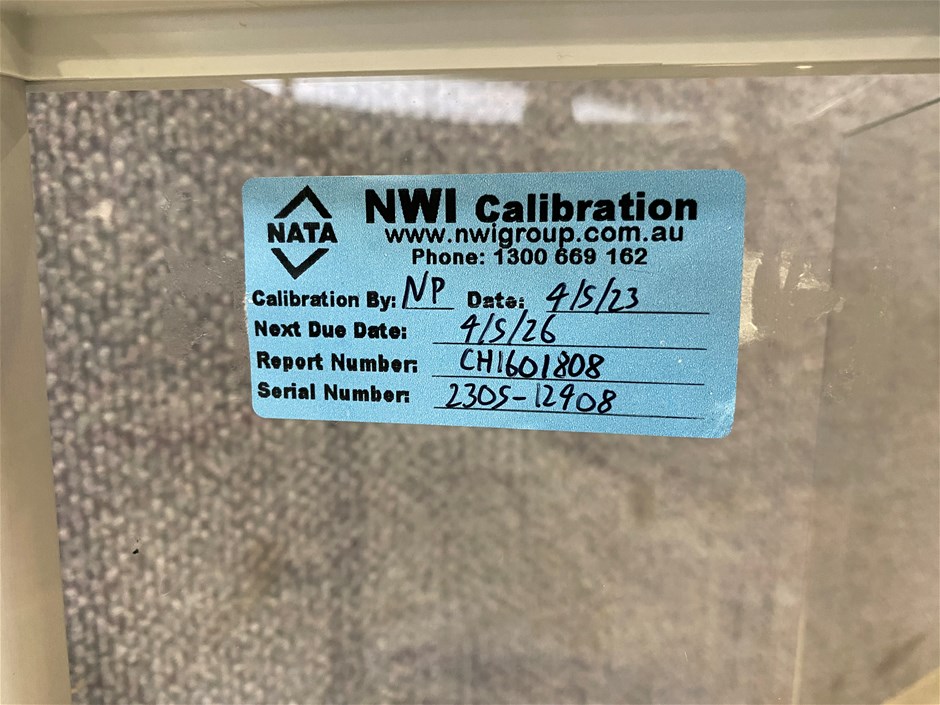 NATA
NWI Calibration
www.nwigroup.com.au
Phone: 1300 669 162
Calibration By: NP Date: 4/5/23
Next Due Date: 4/5/26
Report Number: CH1601808
Serial Number: 2305-12908